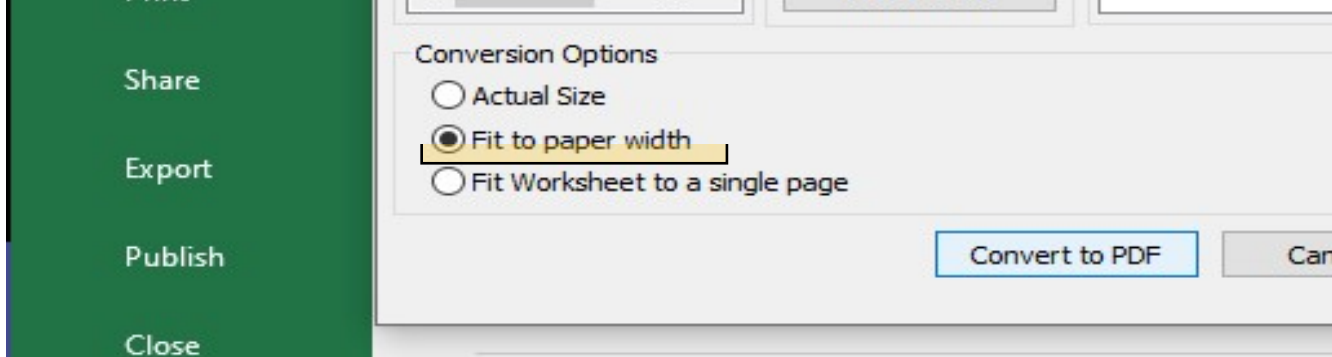 Share
Export
Publish
Close
Conversion Options
Actual Size
Fit to paper width
Fit Worksheet to a single page
Convert to PDF